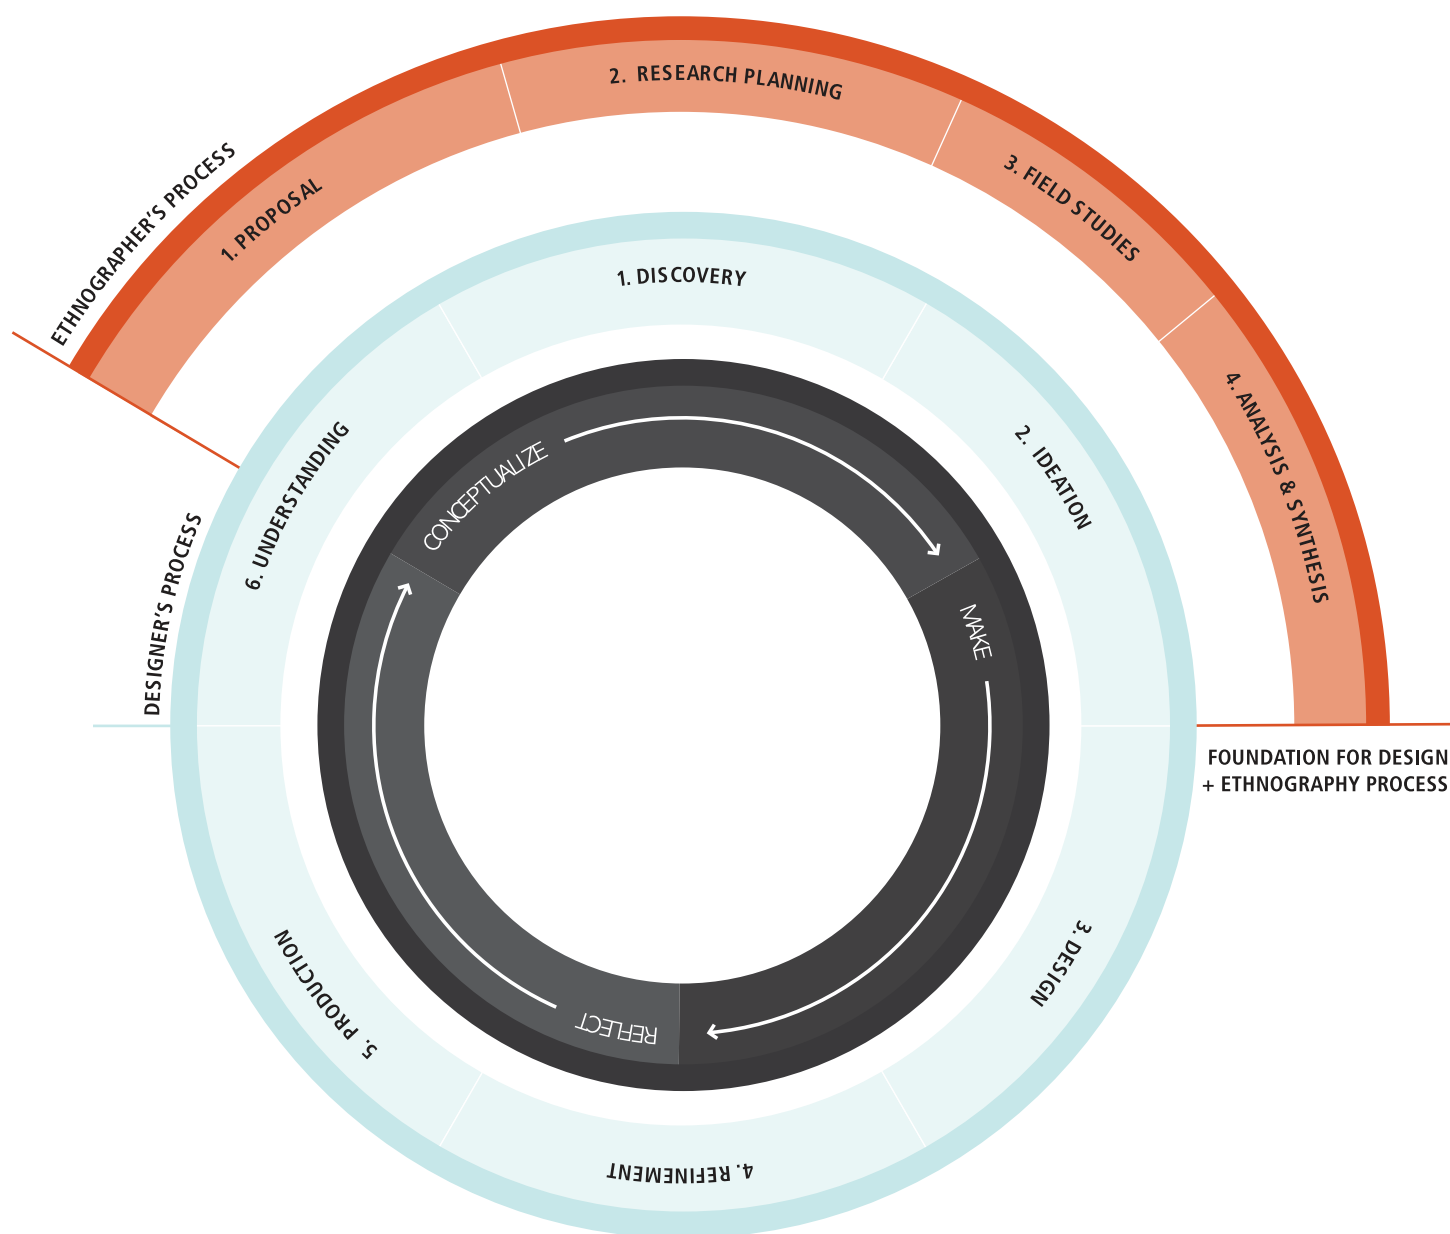 ETHNOGRAPHER'S PROCESS
1. PROPOSAL
2. RESEARCH PLANNING
3. FIELD STUDIES
4. ANALYSIS & SYNTHESIS
DESIGNER'S PROCESS
1. DISCOVERY
2. IDEATION
3. DESIGN
4. REFINEMENT
5. PRODUCTION
6. UNDERSTANDING
CONCEPTUALIZE
MAKE
REFLECT
FOUNDATION FOR DESIGN
+ ETHNOGRAPHY PROCESS